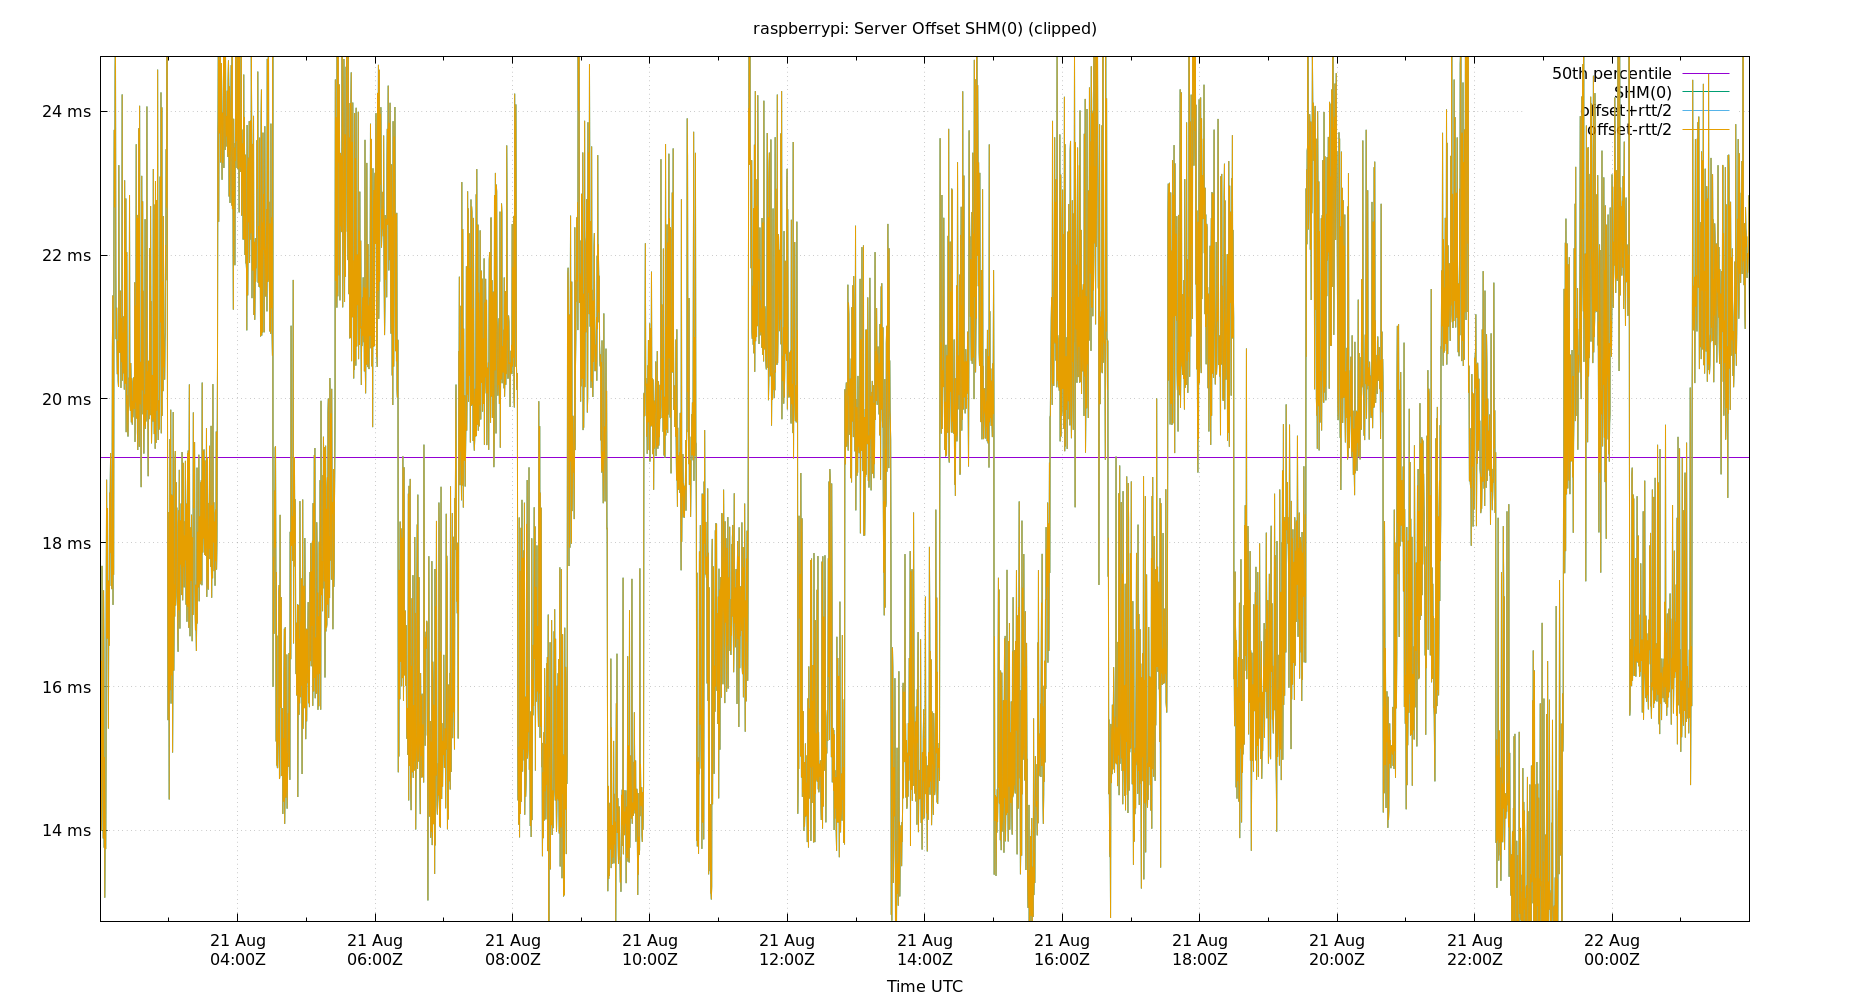 raspberrypi: Server Offset SHM(0) (clipped)
50th percentile
SHM(0)
offset+rtt/2
offset-rtt/2
24 ms
22 ms
20 ms
18 ms
16 ms
14 ms
21 Aug 21 Aug 21 Aug 21 Aug 21 Aug 21 Aug 21 Aug 21 Aug 21 Aug 21 Aug 22 Aug
04:00Z 06:00Z 08:00Z 10:00Z 12:00Z 14:00Z 16:00Z 18:00Z 20:00Z 22:00Z 00:00Z
Time UTC